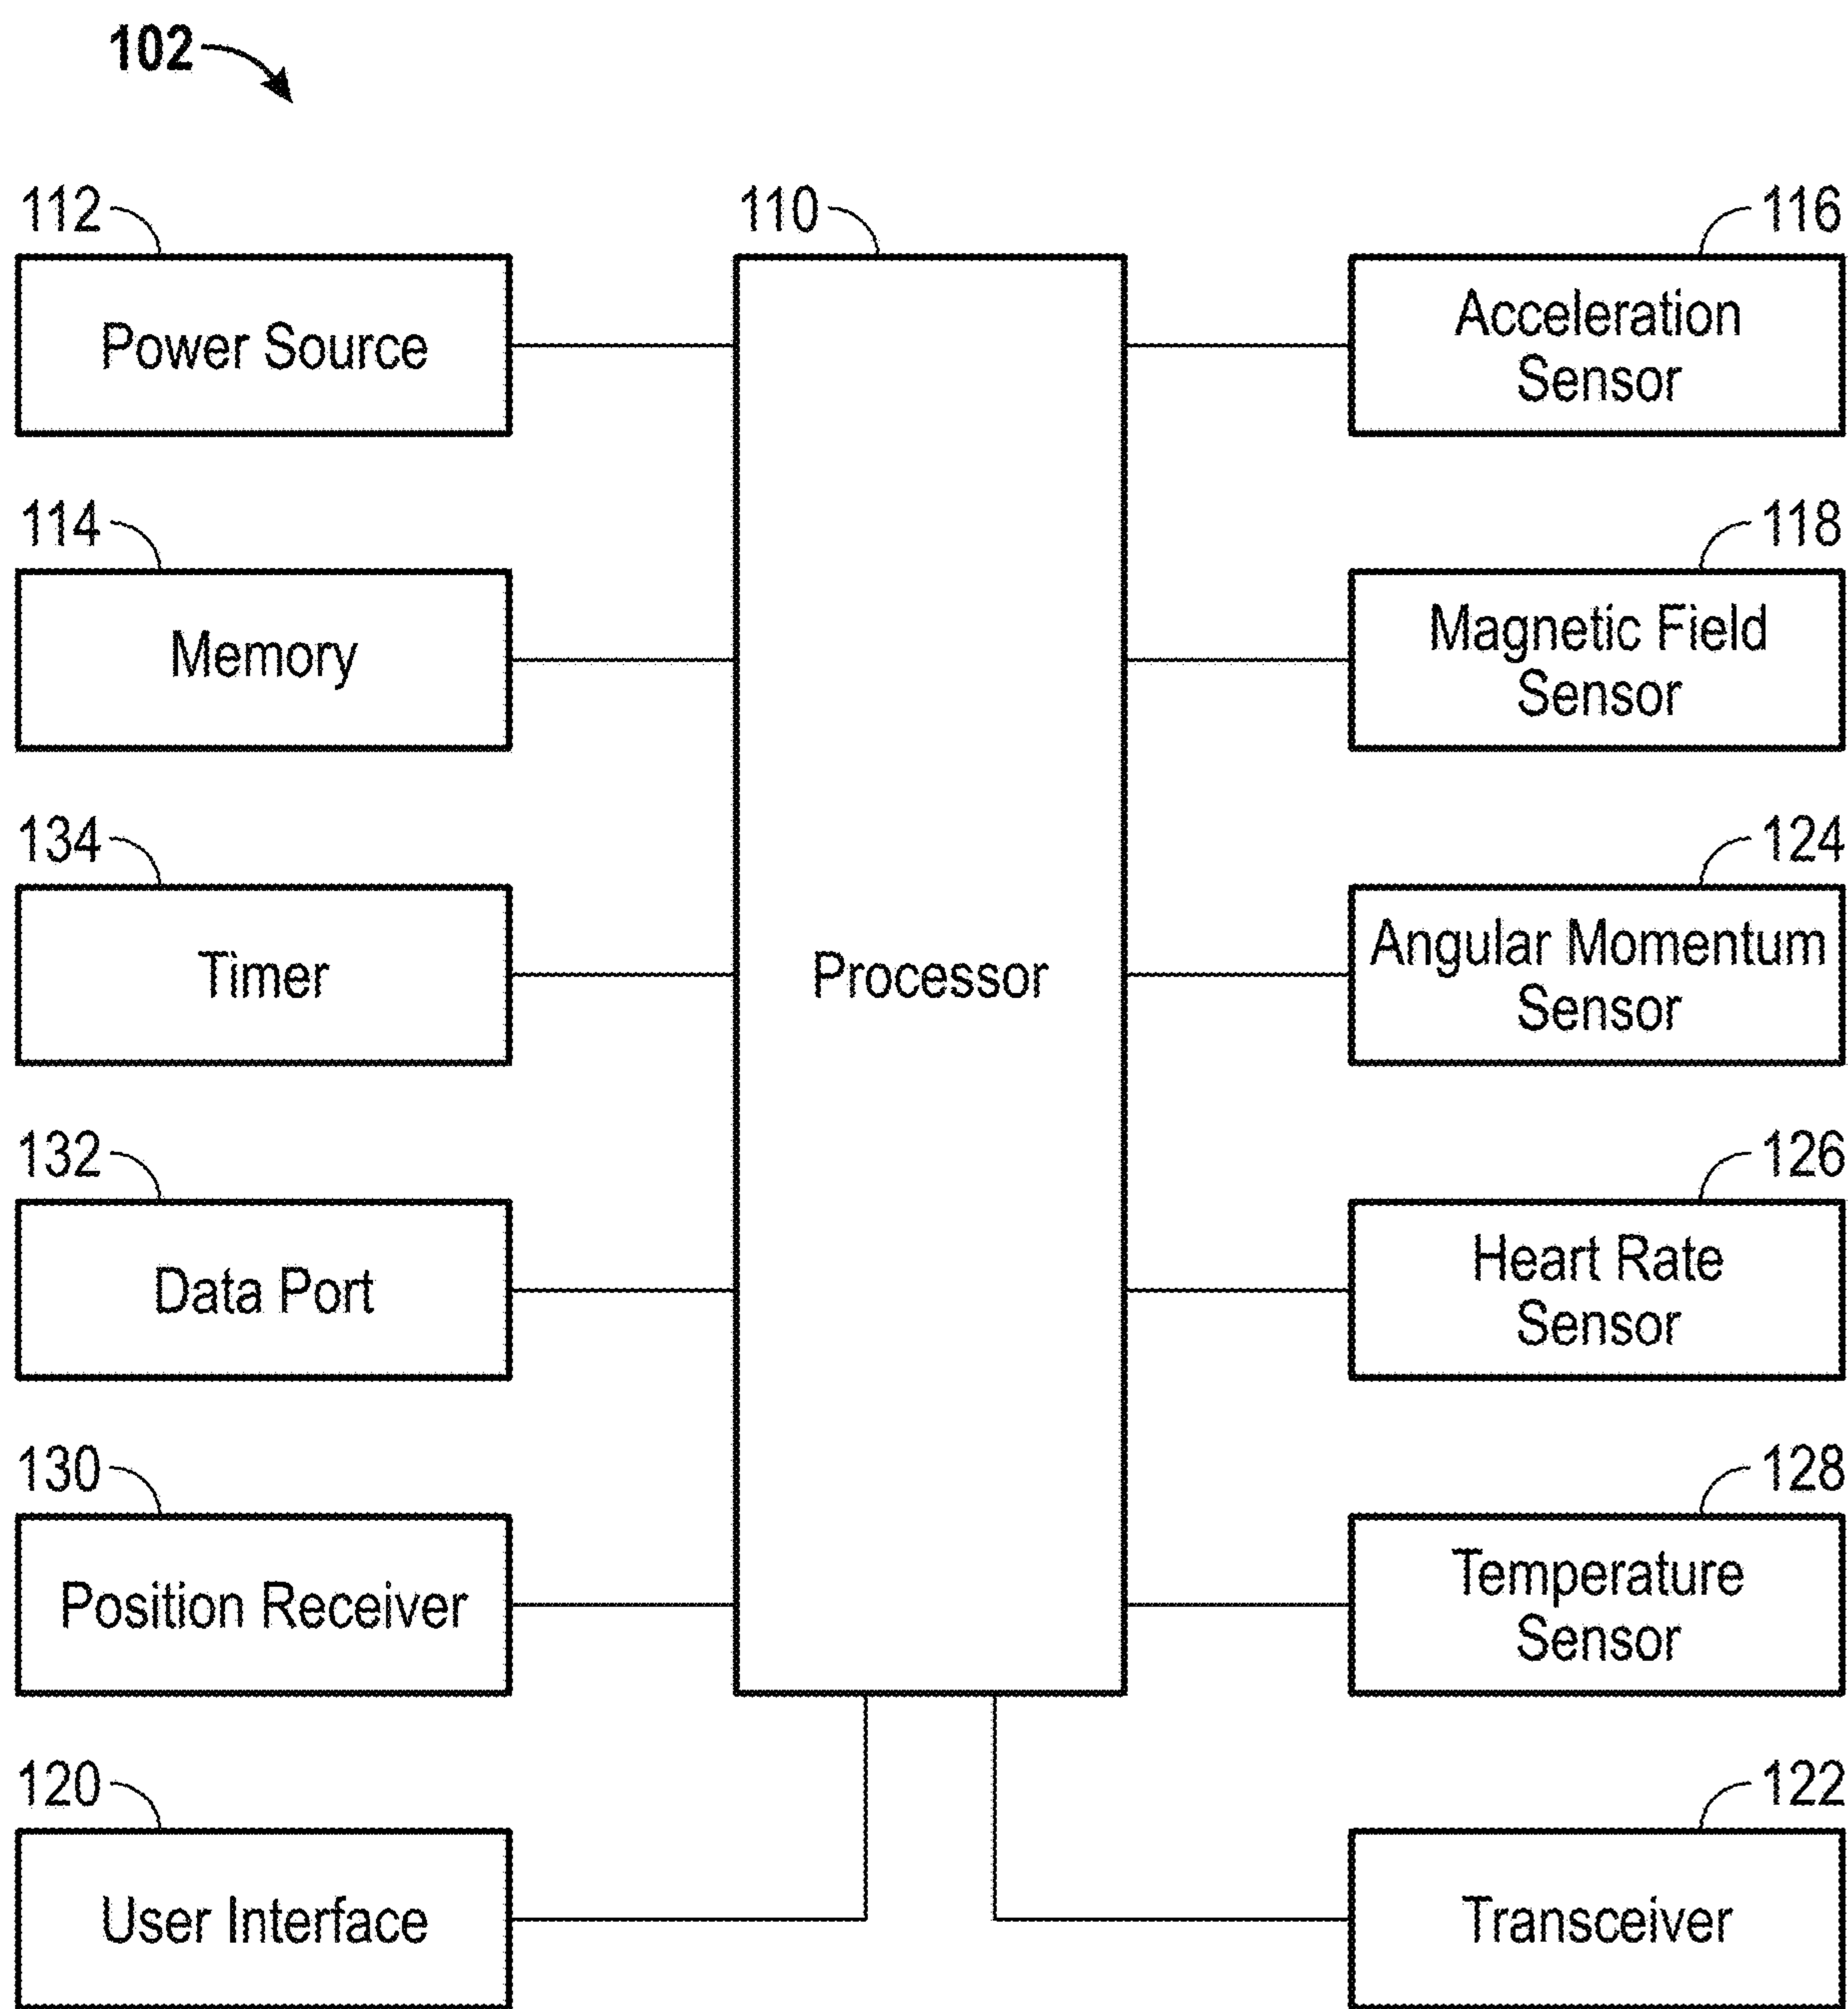 102
112
110
116
Power Source
Acceleration
Sensor
114
118
Memory
Magnetic Field
Sensor
134
124
Timer
Processor
Angular Momentum
Sensor
132
126
Data Port
Heart Rate
Sensor
130
128
Position Receiver
Temperature
Sensor
120
122
User Interface
Transceiver